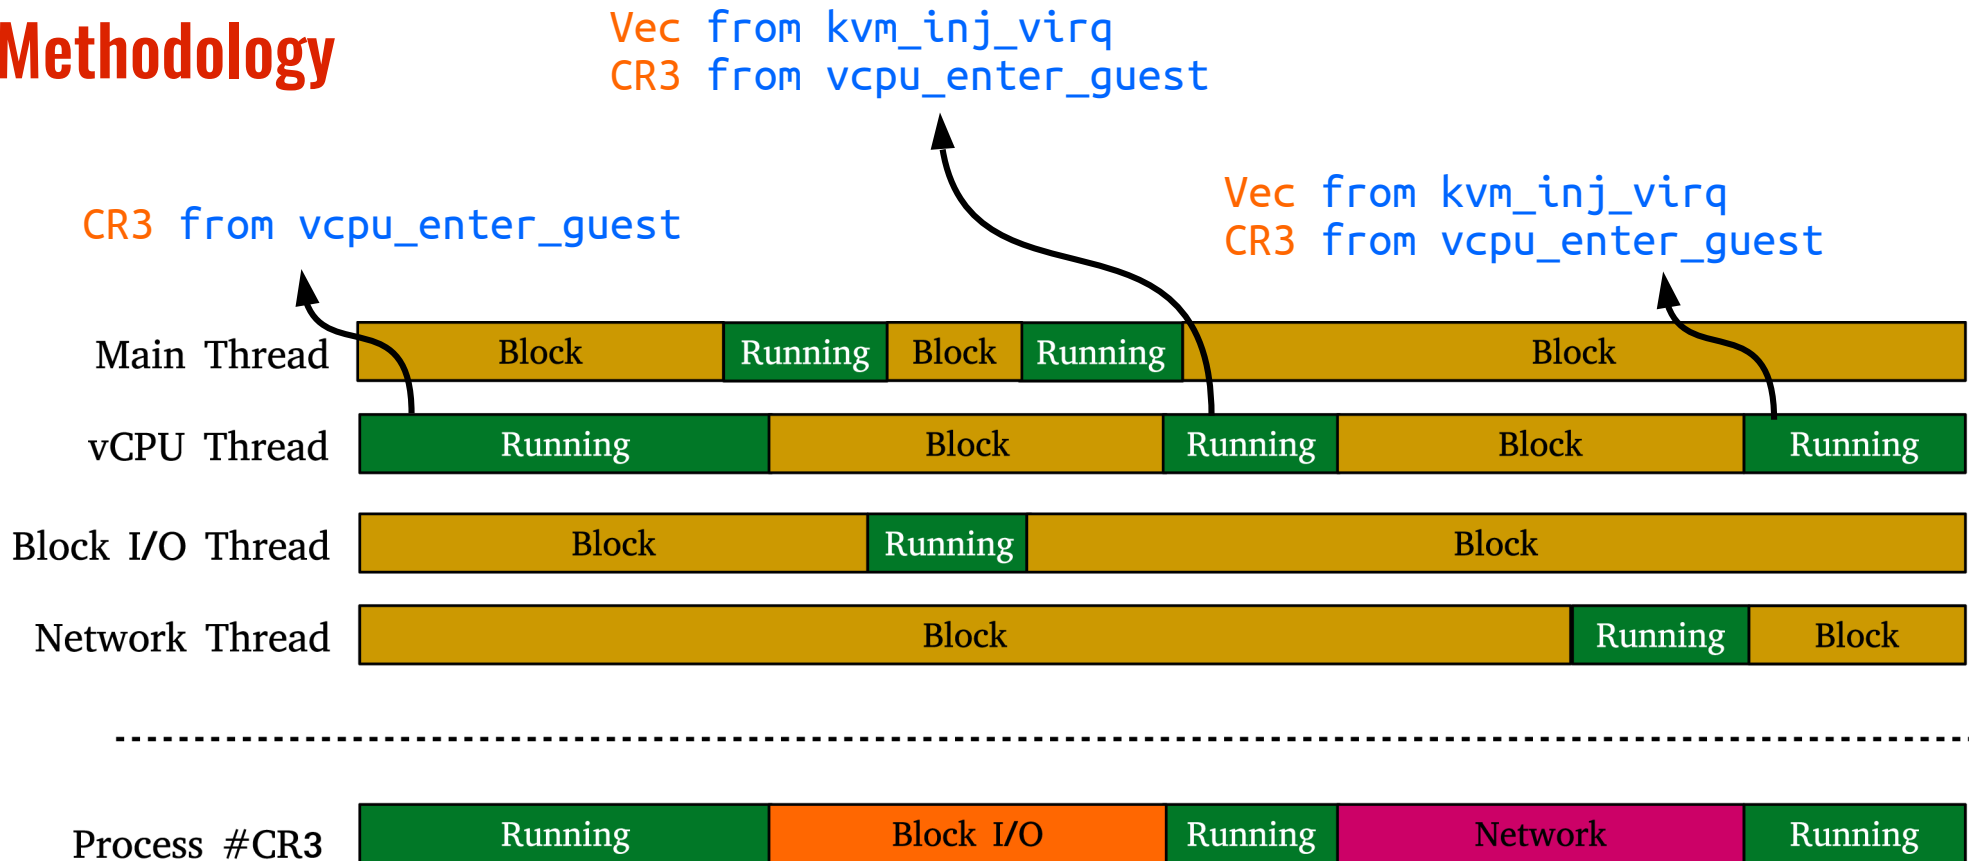 Methodology
Vec from kvm_inj_virq
CR3 from vcpu_enter_guest
Vec from kvm_inj_virq
CR3 from vcpu_enter_guest
CR3 from vcpu_enter_guest
Main Thread Block Running Block Running Block
vCPU Thread Running Block Running Block Running
Block I/O Thread Block Running Block
Network Thread Block Running Block
Process #CR3 Running Block I/O Running Network Running